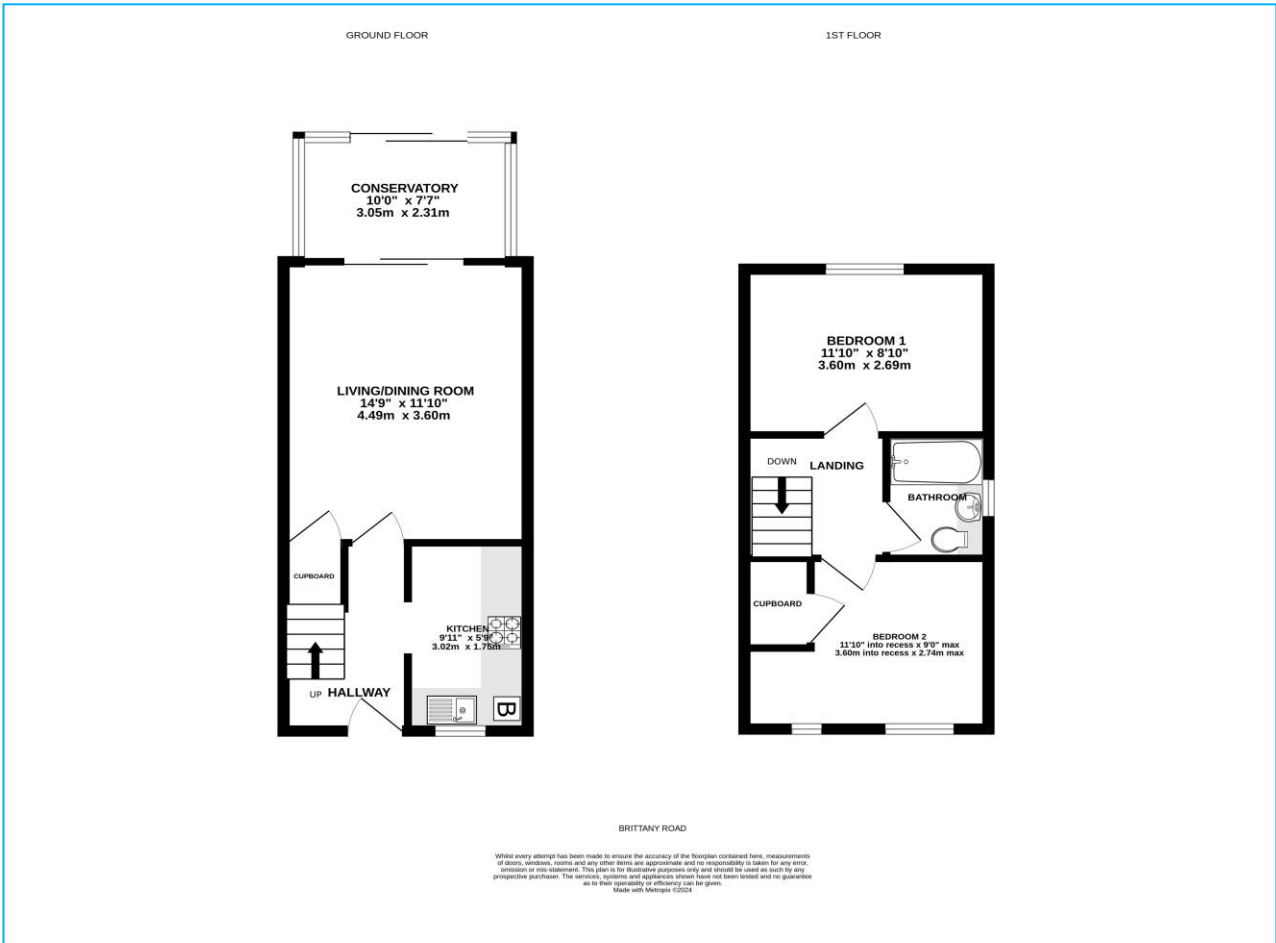 GROUND FLOOR
1ST FLOOR
CONSERVATORY
10'0" x 7'7"
3.05m x 2.31m
LIVING/DINING ROOM
14'9" x 11'10"
4.49m x 3.60m
CUPBOARD
KITCHEN
9'11" x 5'9"
3.02m x 1.75m
UP
HALLWAY
B
BEDROOM 1
11'10" x 8'10"
3.60m x 2.69m
DOWN
LANDING
BATHROOM
CUPBOARD
BEDROOM 2
11'10" into recess x 9'0" max
3.60m into recess x 2.74m max
BRITTANY ROAD
Whilst every attempt has been made to ensure the accuracy of the floorplan contained here, measurements
of doors, windows, rooms and any other items are approximate and no responsibility is taken for any error,
omission or mis-statement. This plan is for illustrative purposes only and should be used as such by any
prospective purchaser. The services, systems and appliances shown have not been tested and no guarantee
as to their operability or efficiency can be given.
Made with Metropix ©2024